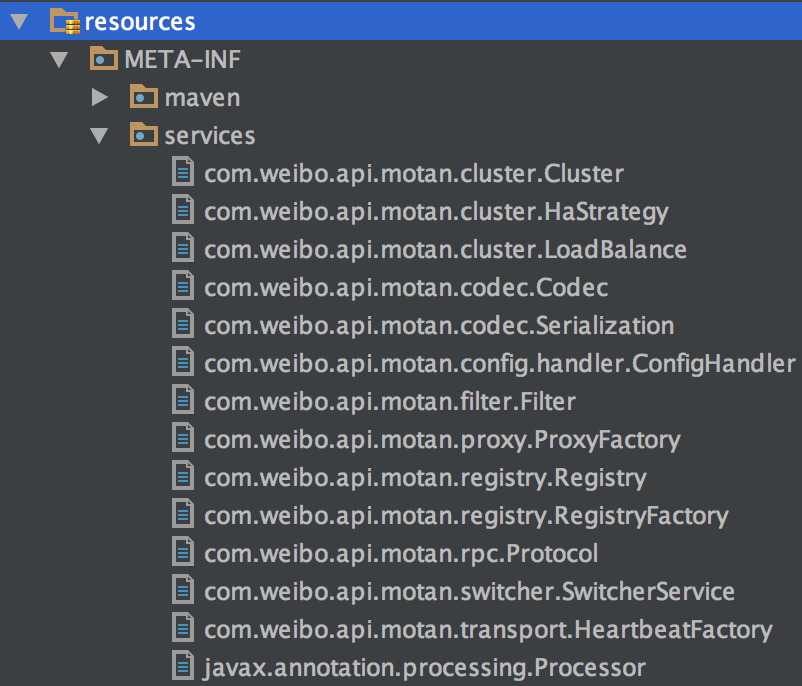 resources
META-INF
maven
services
com.weibo.api.motan.cluster.Cluster
com.weibo.api.motan.cluster.HaStrategy
com.weibo.api.motan.cluster.LoadBalance
com.weibo.api.motan.codec.Codec
com.weibo.api.motan.codec.Serialization
com.weibo.api.motan.config.handler.ConfigHandler
com.weibo.api.motan.filter.Filter
com.weibo.api.motan.proxy.ProxyFactory
com.weibo.api.motan.registry.Registry
com.weibo.api.motan.registry.RegistryFactory
com.weibo.api.motan.rpc.Protocol
com.weibo.api.motan.switcher.SwitcherService
com.weibo.api.motan.transport.HeartbeatFactory
javax.annotation.processing.Processor